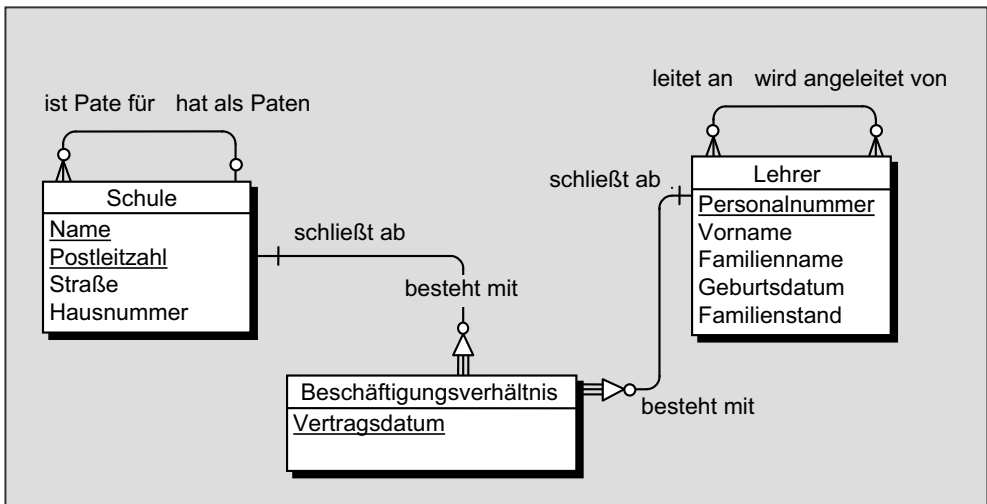 leitet an wird angeleitet von
ist Pate für hat als Paten
Schule
Name
Postleitzahl
Straße
Hausnummer
schließt ab
schließt ab
Lehrer
Personalnummer
Vorname
Familienname
Geburtsdatum
Familienstand
besteht mit
Beschäftigungsverhältnis
Vertragsdatum
besteht mit